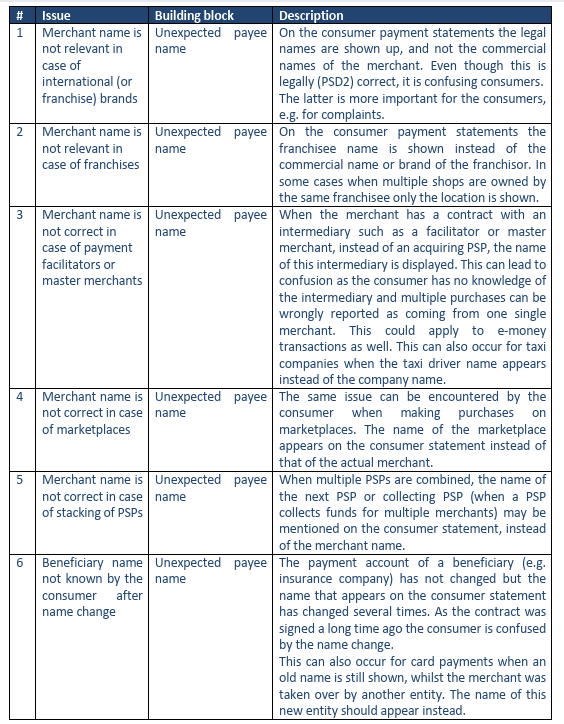 # Issue Building block Description
1 Merchant name is Unexpected payee On the consumer payment statements the legal
not relevant in name names are shown up, and not the commercial
case of names of the merchant. Even though this is
international (or legally (PSD2) correct, it is confusing consumers.
franchise) brands The latter is more important for the consumers,
e.g. for complaints.
2 Merchant name is Unexpected payee On the consumer payment statements the
not relevant in name franchisee name is shown instead of the
case of franchises commercial name or brand of the franchisor. In
some cases when multiple shops are owned by
the same franchisee only the location is shown.
3 Merchant name is Unexpected payee When the merchant has a contract with an
not correct in name intermediary such as a facilitator or master
case of payment merchant, instead of an acquiring PSP, the name
facilitators or of this intermediary is displayed. This can lead to
master merchants confusion as the consumer has no knowledge of
the intermediary and multiple purchases can be
wrongly reported as coming from one single
merchant. This could apply to e-money
transactions as well. This can also occur for taxi
companies when the taxi driver name appears
instead of the company name.
4 Merchant name is Unexpected payee The same issue can be encountered by the
not correct in case name consumer when making purchases on
of marketplaces marketplaces. The name of the marketplace
appears on the consumer statement instead of
that of the actual merchant.
5 Merchant name is Unexpected payee When multiple PSPs are combined, the name of
not correct in case name the next PSP or collecting PSP (when a PSP
of stacking of PSPs collects funds for multiple merchants) may be
mentioned on the consumer statement, instead
of the merchant name.
6 Beneficiary name Unexpected payee The payment account of a beneficiary (e.g.
not known by the name insurance company) has not changed but the
consumer after name that appears on the consumer statement
name change has changed several times. As the contract was
signed a long time ago the consumer is confused
by the name change.
This can also occur for card payments when an
old name is still shown, whilst the merchant was
taken over by another entity. The name of this
new entity should appear instead.